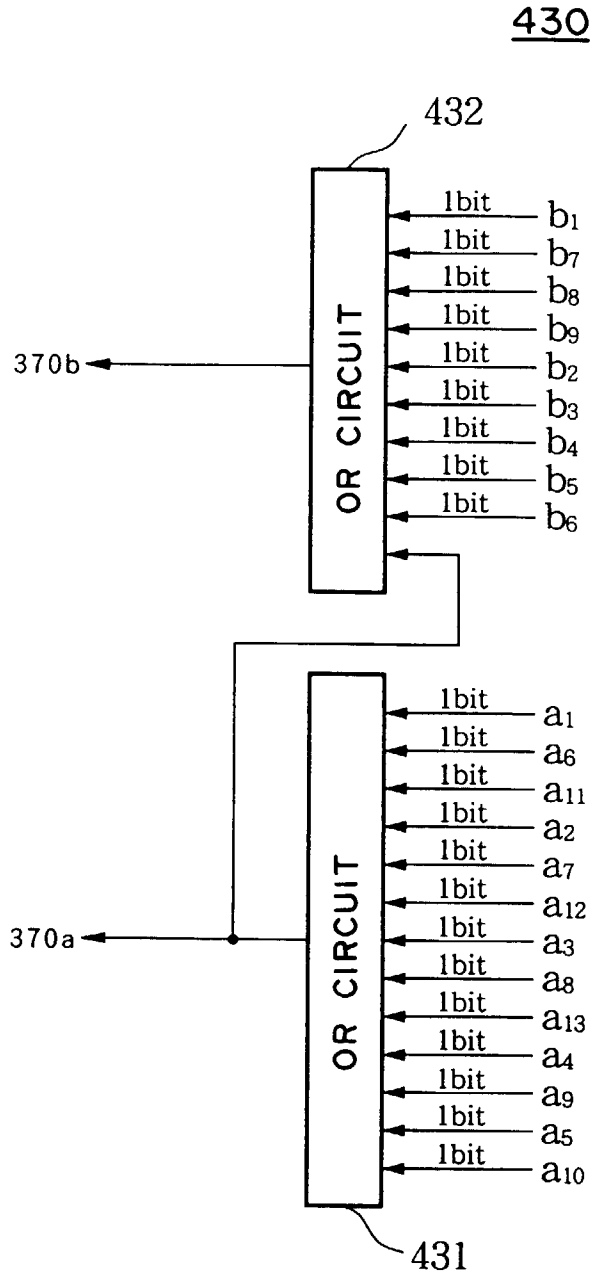 430
432
1bit b₁
1bit b₇
1bit b₈
1bit b₉
370b
1bit b₂
1bit b₃
1bit b₄
1bit b₅
1bit b₆
OR CIRCUIT
1bit a₁
1bit a₆
1bit a₁₁
1bit a₂
1bit a₇
1bit a₁₂
370a
1bit a₃
1bit a₈
1bit a₁₃
1bit a₄
1bit a₉
1bit a₅
1bit a₁₀
OR CIRCUIT
431